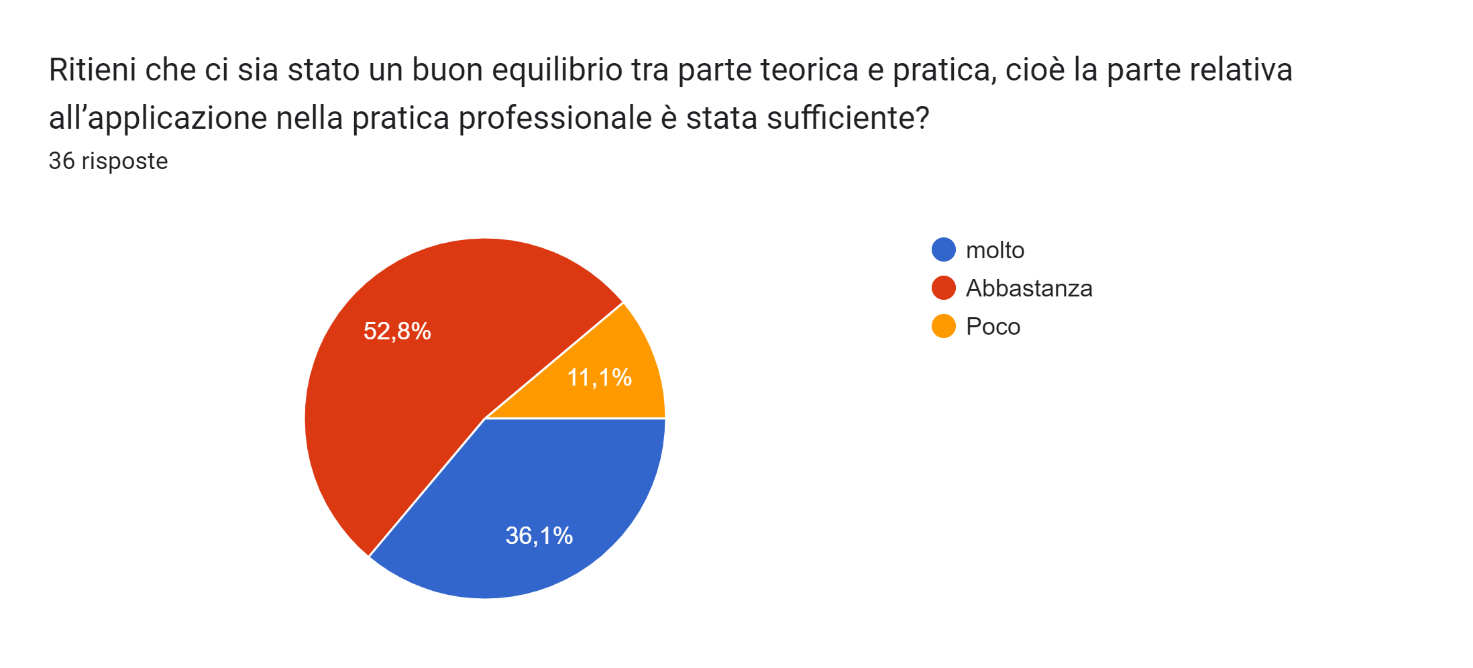 Ritieni che ci sia stato un buon equilibrio tra parte teorica e pratica, cioè la parte relativa
all’applicazione nella pratica professionale è stata sufficiente?
36 risposte
molto
Abbastanza
Poco
52,8%
11,1%
36,1%